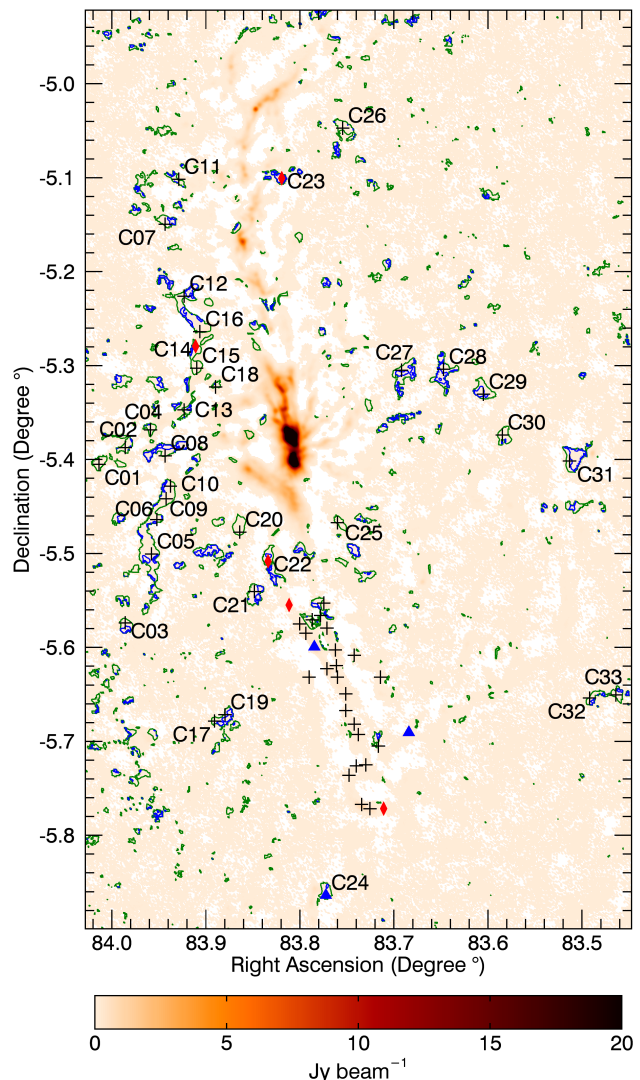 -5.0
C26
C11
C23
-5.1
C07
-5.2
C12
C16
C14
C15
-5.3
C18
C27
C28
C29
C04
C13
C02
C08
C30
-5.4
C01
C10
C31
C06
C09
C20
C25
C05
-5.5
C22
C21
C03
-5.6
C33
C19
C32
C17
-5.7
-5.8
C24
Declination (Degree °)
84.0 83.9 83.8 83.7 83.6 83.5
Right Ascension (Degree °)
0 5 10 15 20
Jy beam⁻¹